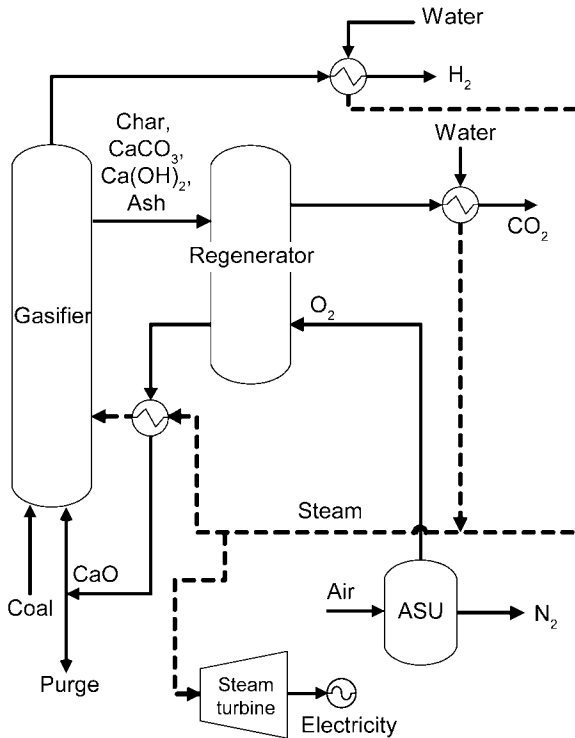 Water
H₂
Char,
CaCO₃,
Ca(OH)₂,
Ash
Water
CO₂
Regenerator
Gasifier
O₂
Steam
CaO
Coal
Air
ASU
N₂
Purge
Steam
turbine
Electricity